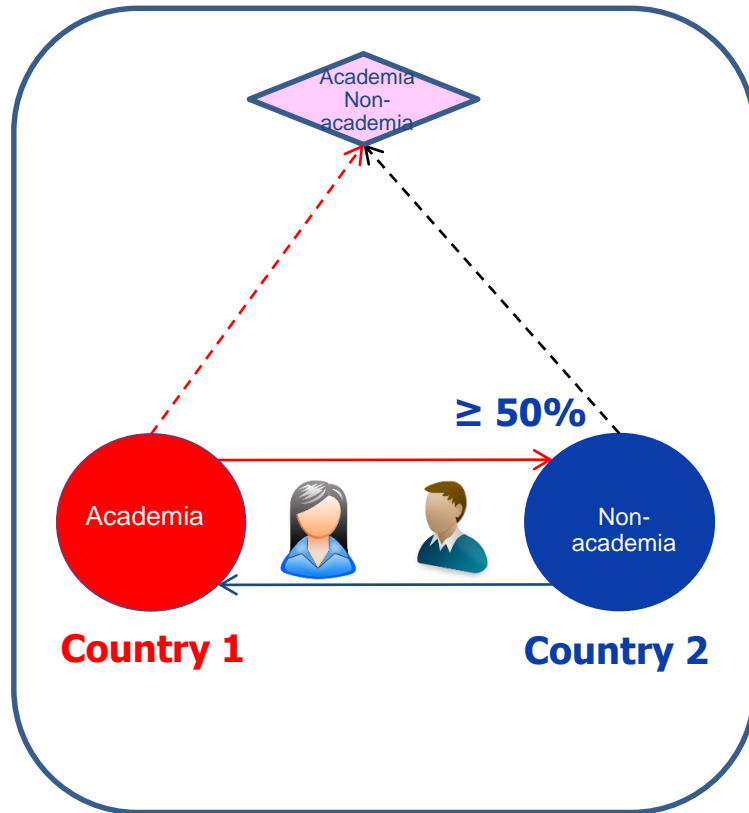 Academia
Non-
academia
≥ 50%
Academia
Non-
academia
Country 1
Country 2